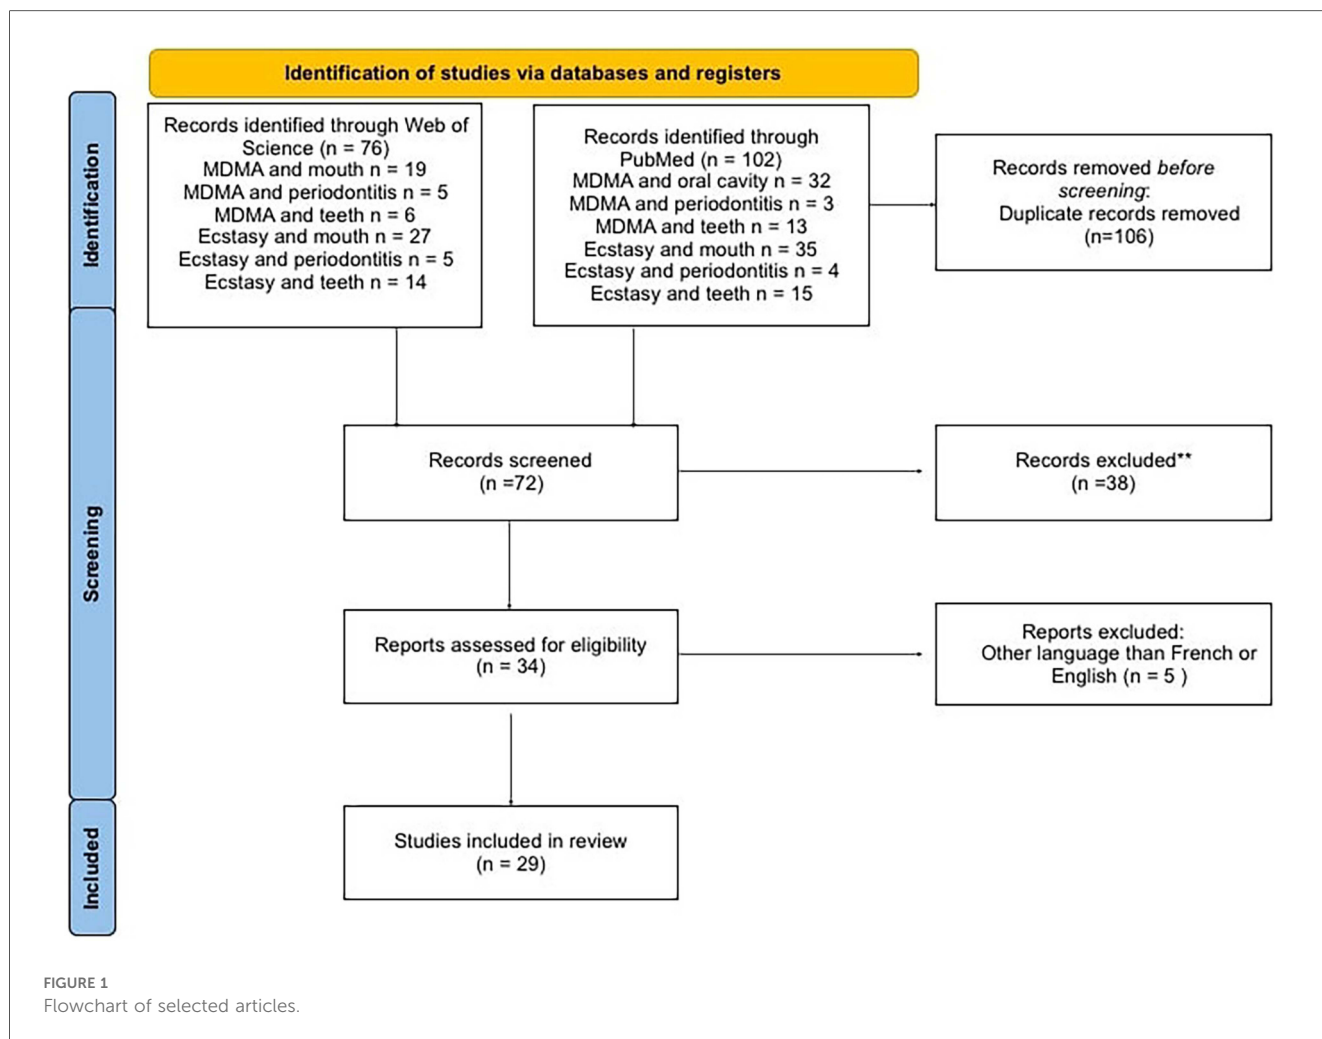 Identification of studies via databases and registers
Identification
Records identified through Web of
Science (n = 76)
MDMA and mouth n = 19
MDMA and periodontitis n = 5
MDMA and teeth n = 6
Ecstasy and mouth n = 27
Ecstasy and periodontitis n = 5
Ecstasy and teeth n = 14
Records identified through
PubMed (n = 102)
MDMA and oral cavity n = 32
MDMA and periodontitis n = 3
MDMA and teeth n = 13
Ecstasy and mouth n = 35
Ecstasy and periodontitis n = 4
Ecstasy and teeth n = 15
Records removed before
screening:
Duplicate records removed
(n=106)
Screening
Records screened
(n =72)
Records excluded**
(n =38)
Reports assessed for eligibility
(n = 34)
Reports excluded:
Other language than French or
English (n = 5 )
Included
Studies included in review
(n = 29)
FIGURE 1
Flowchart of selected articles.